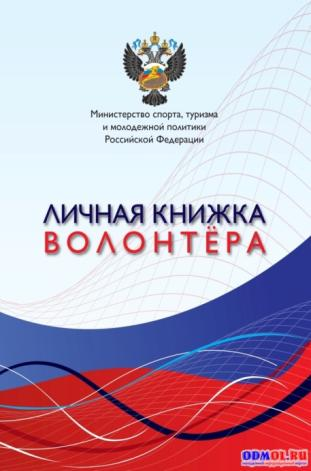 Министерство спорта, туризма
и молодежной политики
Российской Федерации
ЛИЧНАЯ КНИЖКА
ВОЛОНТЁРА
ODMOL.RU